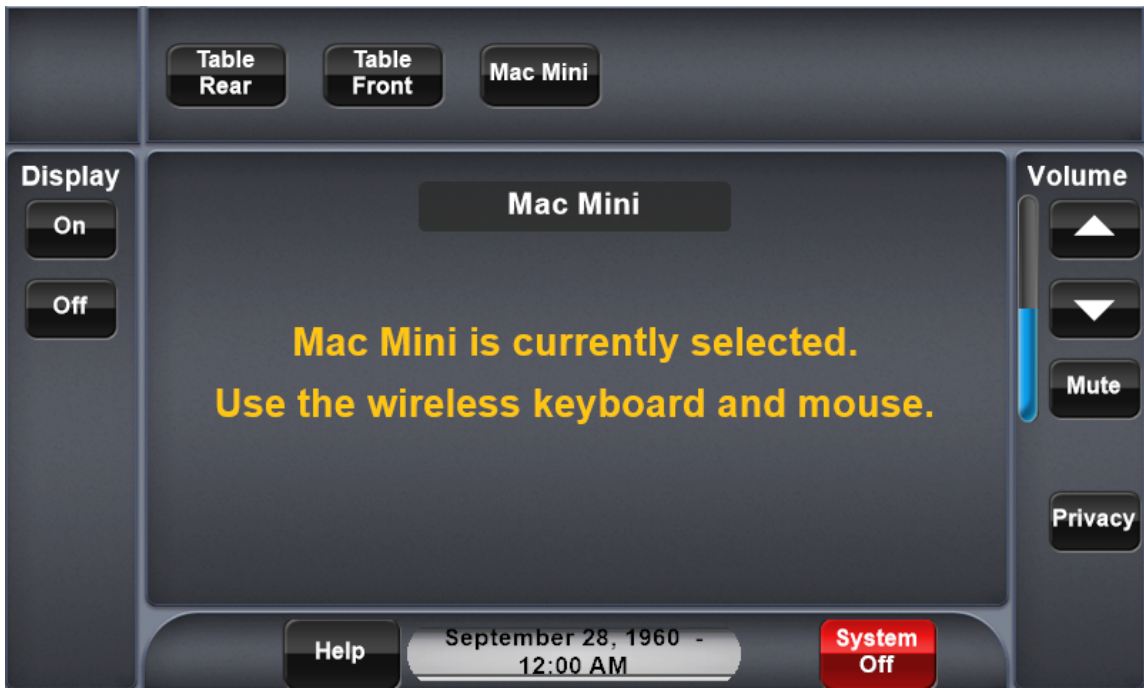 Table
Rear
Table
Front
Mac Mini
Display
On
Off
Mac Mini
Mac Mini is currently selected.
Use the wireless keyboard and mouse.
Volume
Mute
Privacy
Help
September 28, 1960 -
12:00 AM
System
Off